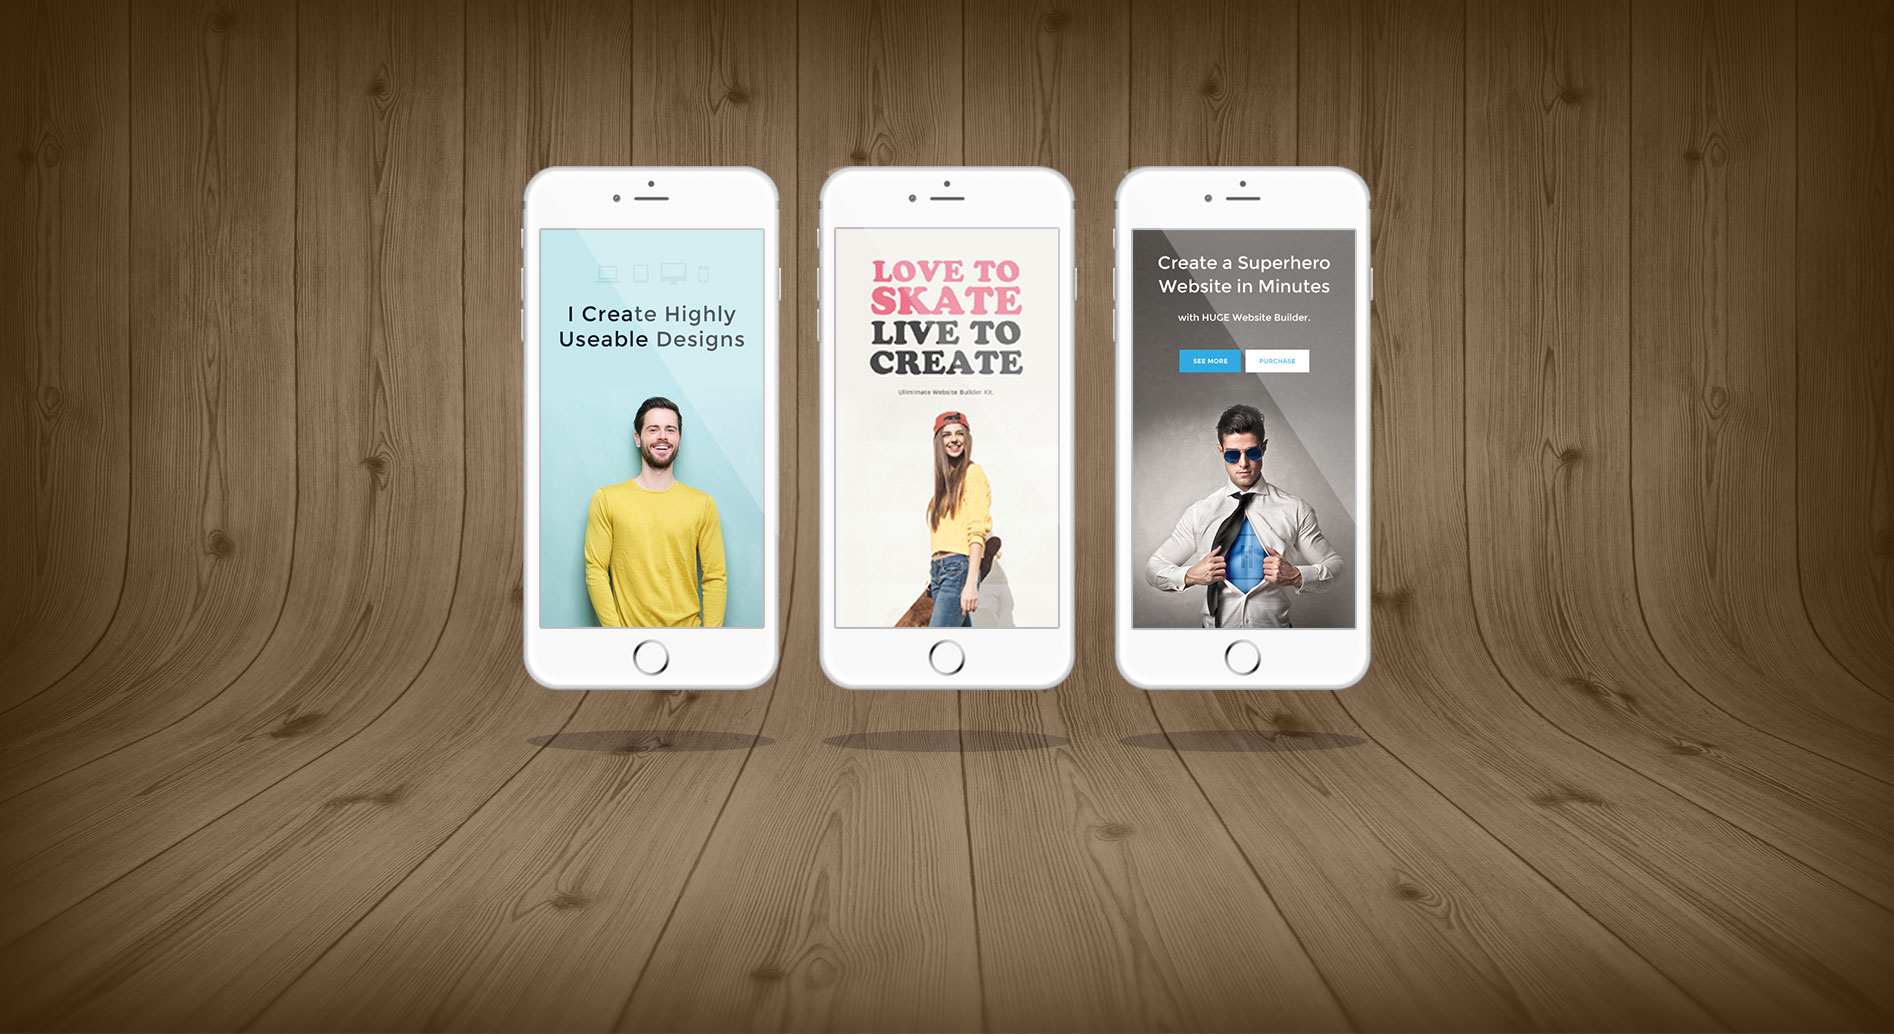 I Create Highly
Useable Designs
LOVE TO
SKATE
LIVE TO
CREATE
Ulimimate Website Builder Kit.
Create a Superhero
Website in Minutes
with HUGE Website Builder.
SEE MORE
PURCHASE